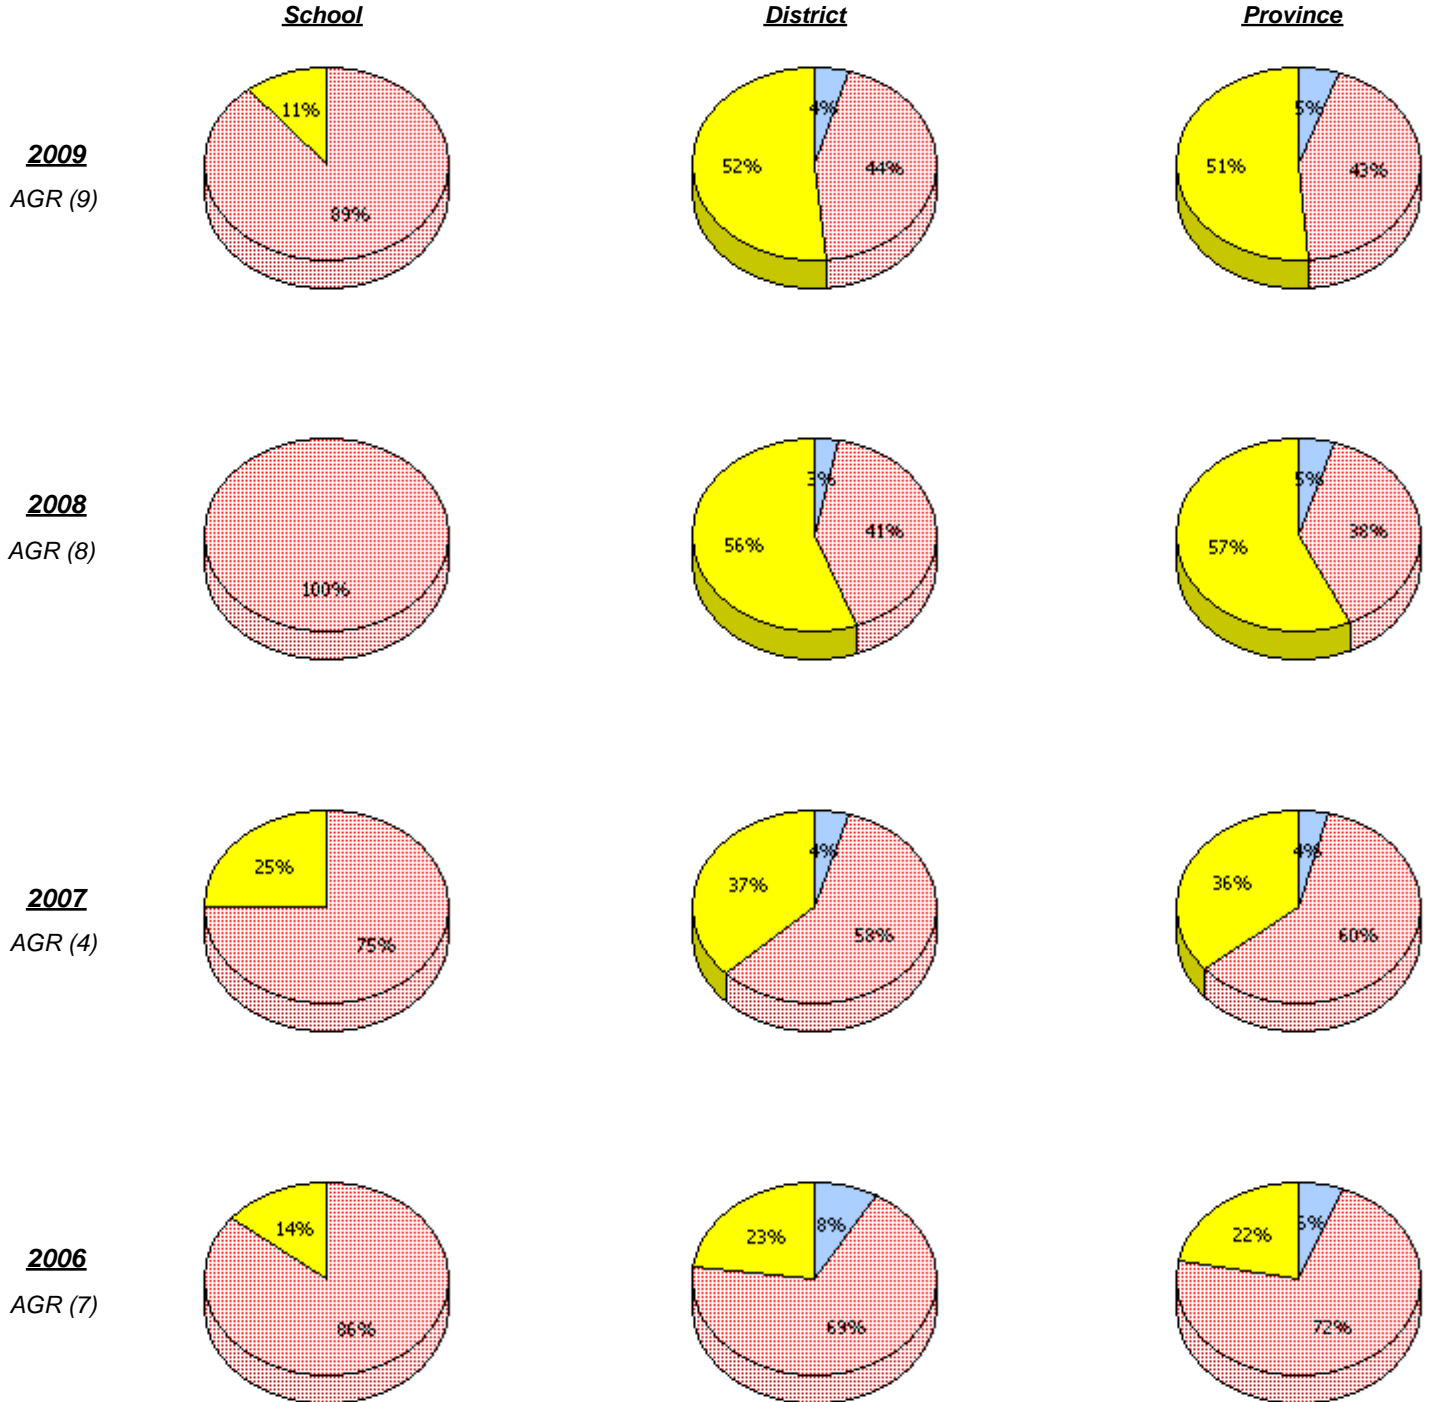 School District Province
11% 4% 5%
2009 52% 44% 51% 43%
AGR (9) 89%
2008 3% 5%
41% 38%
AGR (8) 56% 57%
100%
25% 4% 4%
37% 36%
2007
AGR (4) 75% 58% 60%
14% 23% 8% 22% 6%
2006
AGR (7) 86% 69% 72%